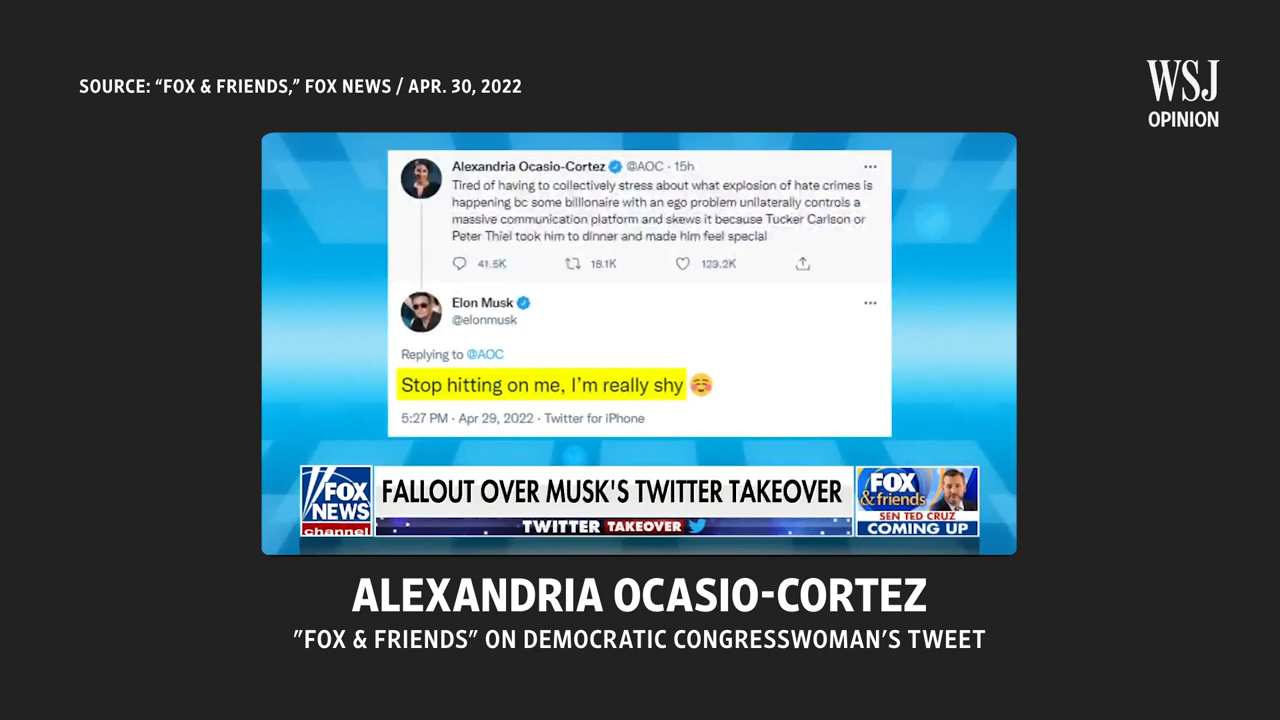 SOURCE: “FOX & FRIENDS,” FOX NEWS / APR. 30, 2022
WSJ
OPINION
Alexandria Ocasio-Cortez @AOC · 15h
Tired of having to collectively stress about what explosion of hate crimes is
happening bc some billionaire with an ego problem unilaterally controls a
massive communication platform and skews it because Tucker Carlson or
Peter Thiel took him to dinner and made him feel special
41.5K 18.1K 129.2K
Elon Musk
@elonmusk
Replying to @AOC
Stop hitting on me, I’m really shy ☺️
5:27 PM · Apr 29, 2022 · Twitter for iPhone
FOX
NEWS
channel
FALLOUT OVER MUSK'S TWITTER TAKEOVER
TWITTER TAKEOVER
FOX
& friends
SEN TED CRUZ
COMING UP
ALEXANDRIA OCASIO-CORTEZ
”FOX & FRIENDS” ON DEMOCRATIC CONGRESSWOMAN’S TWEET